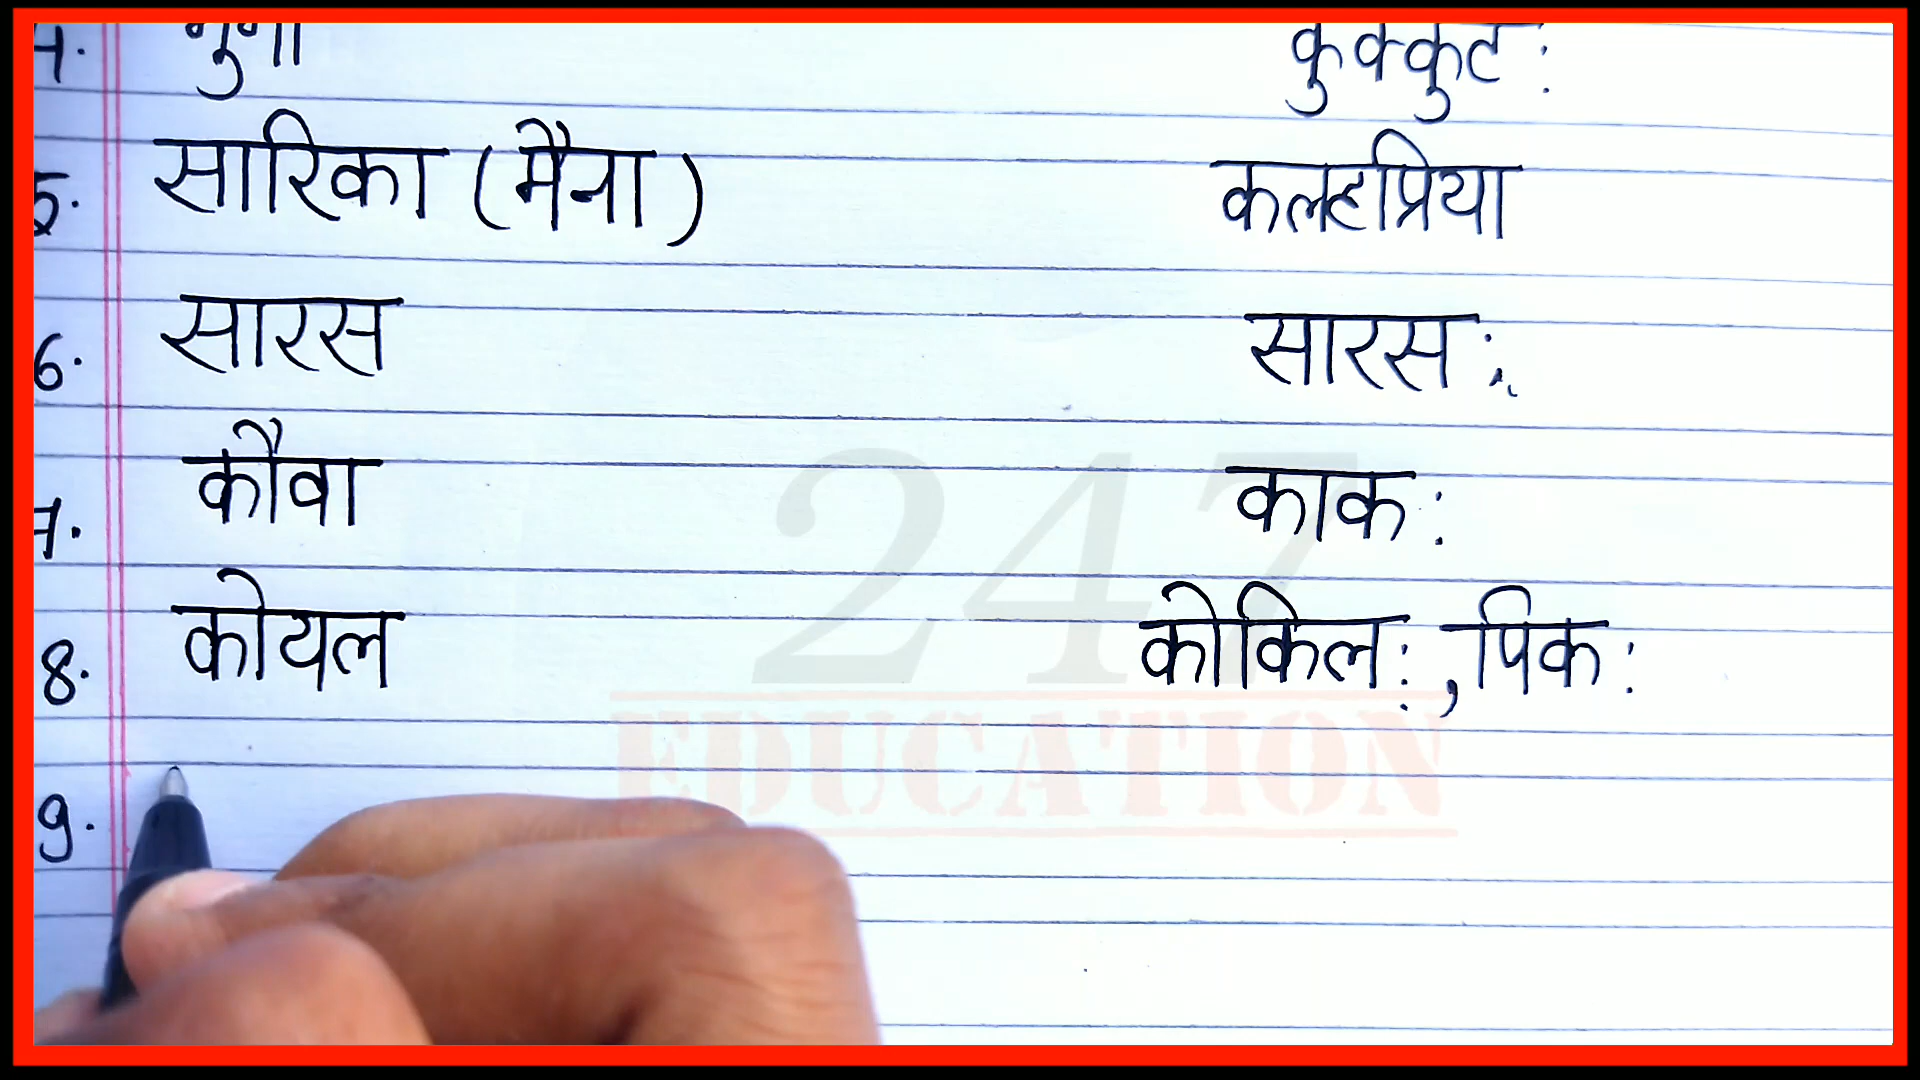 4. मुर्गा कुक्कुटः
5. सारिका (मैना) कलहप्रिया
6. सारस सारसः
7. कौवा काकः
8. कोयल कोकिलः, पिकः
9.
247
EDUCATION